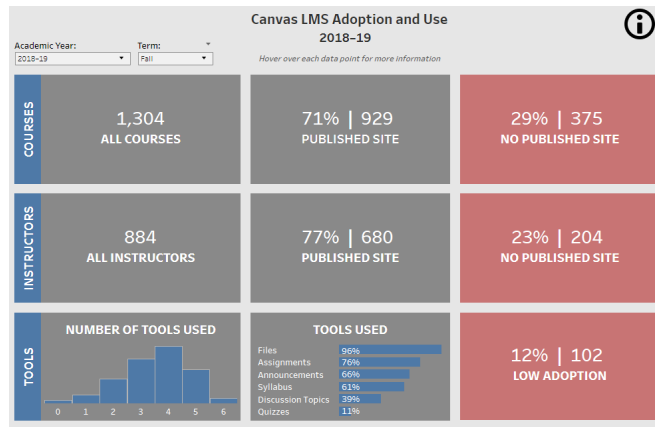 Canvas LMS Adoption and Use
2018–19
Academic Year:
Term:
2018–19
Fall
Hover over each data point for more information
COURSES
1,304
ALL COURSES
71% | 929
PUBLISHED SITE
29% | 375
NO PUBLISHED SITE
INSTRUCTORS
884
ALL INSTRUCTORS
77% | 680
PUBLISHED SITE
23% | 204
NO PUBLISHED SITE
TOOLS
NUMBER OF TOOLS USED
0 1 2 3 4 5 6
TOOLS USED
Files 96%
Assignments 76%
Announcements 66%
Syllabus 61%
Discussion Topics 39%
Quizzes 11%
12% | 102
LOW ADOPTION